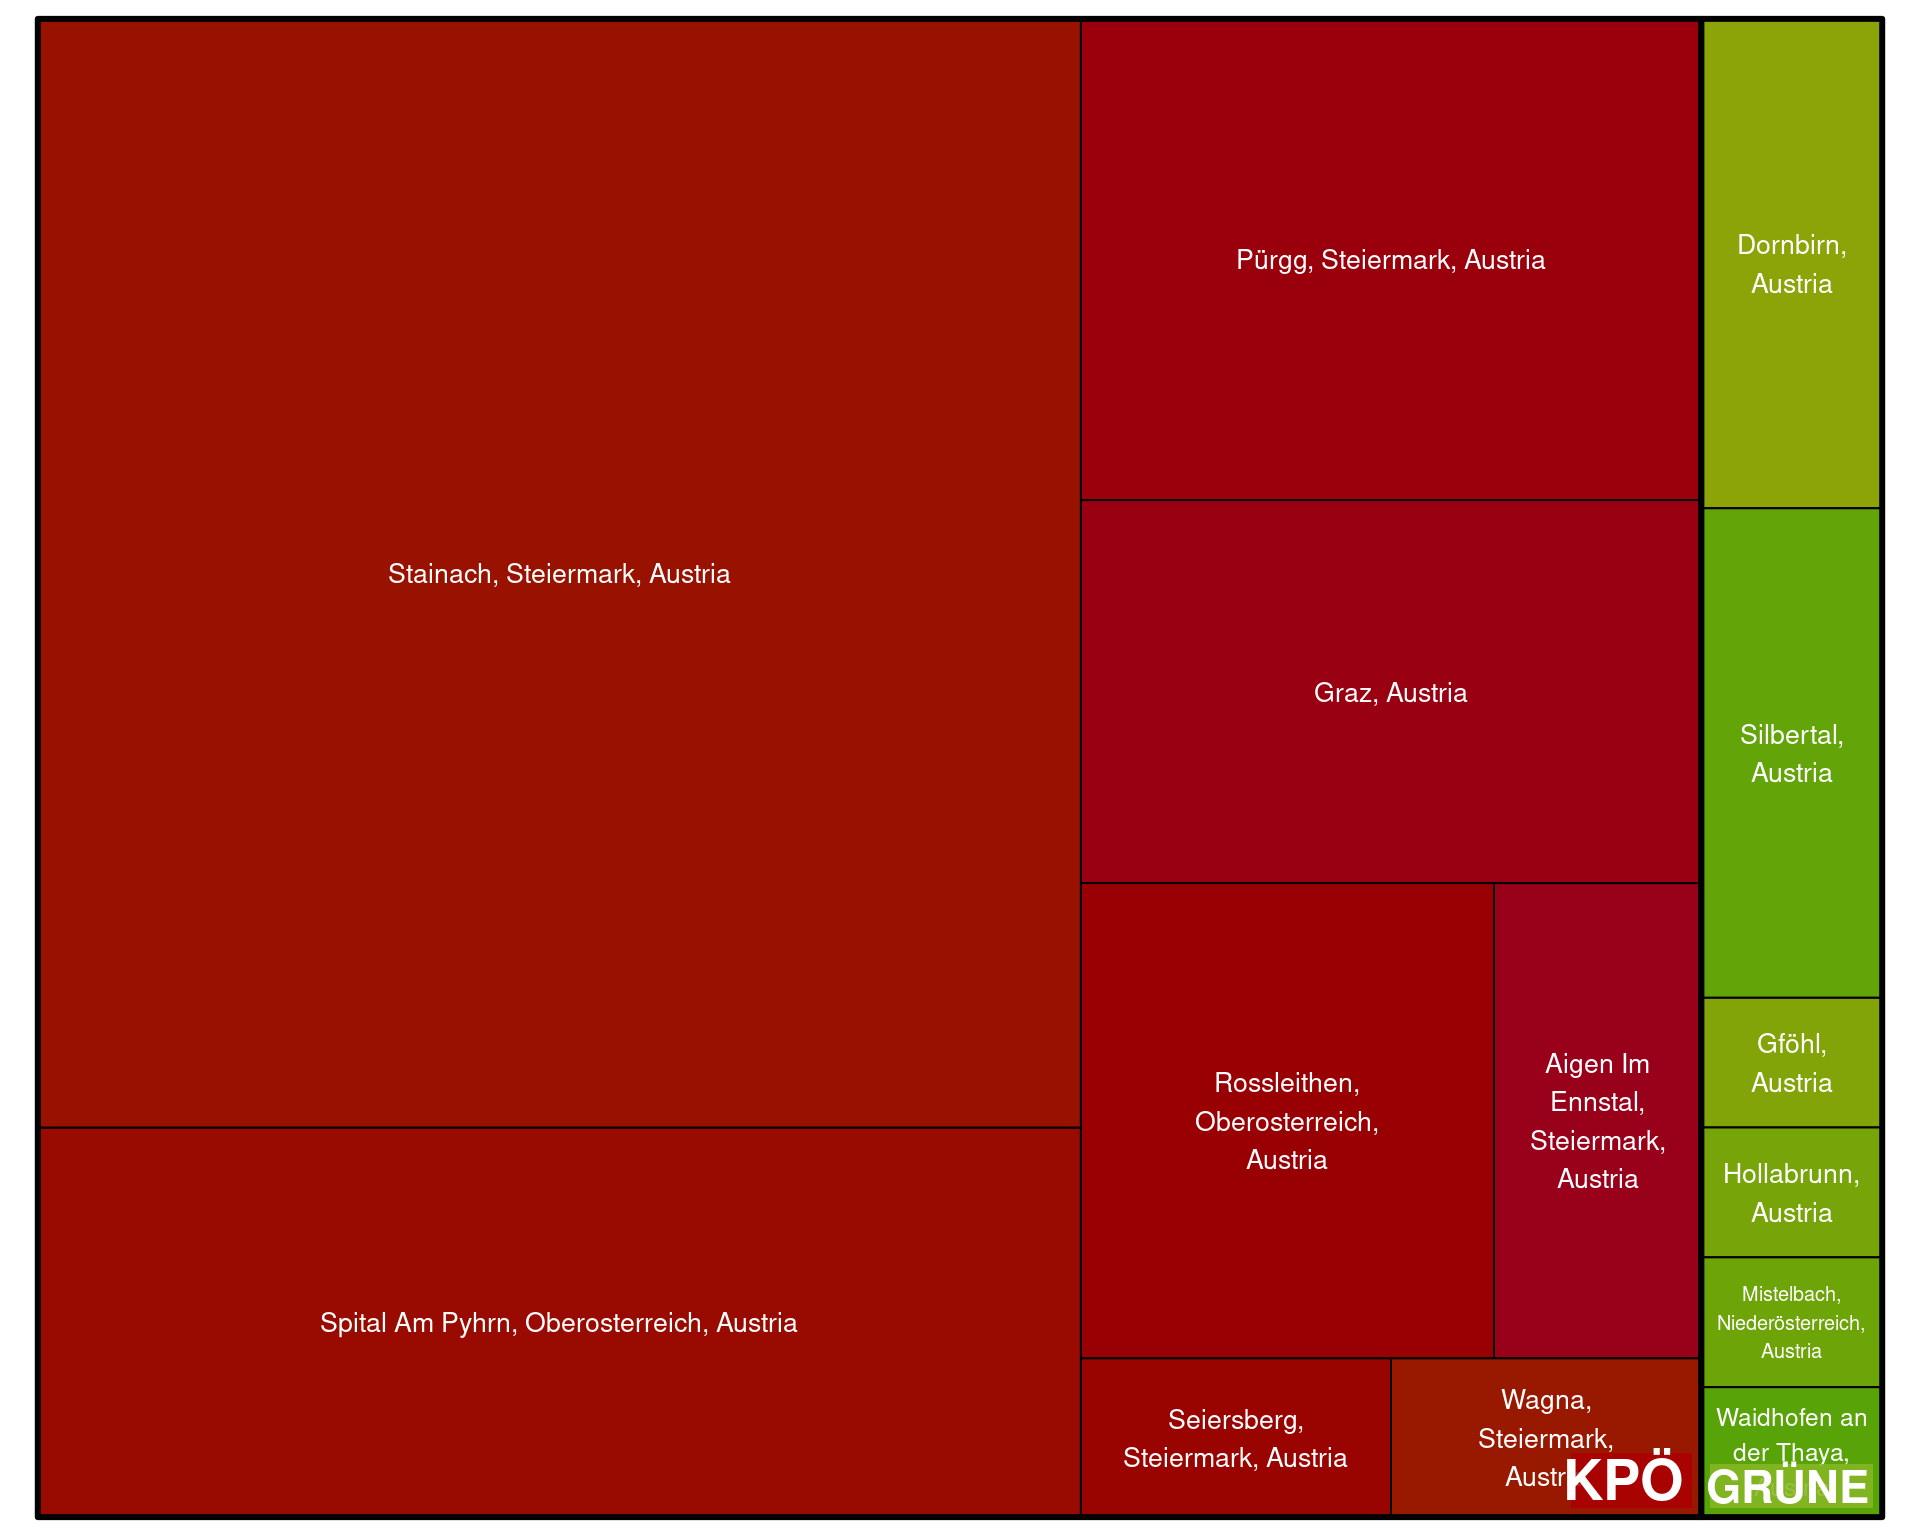 Stainach, Steiermark, Austria
Spital Am Pyhrn, Oberosterreich, Austria
Pürgg, Steiermark, Austria
Graz, Austria
Rossleithen,
Oberosterreich,
Austria
Aigen Im
Ennstal,
Steiermark,
Austria
Seiersberg,
Steiermark, Austria
Wagna,
Steiermark,
KPÖ
Dornbirn,
Austria
Silbertal,
Austria
Gföhl,
Austria
Hollabrunn,
Austria
Mistelbach,
Niederösterreich,
Austria
Waidhofen an
der Thaya,
GRÜNE